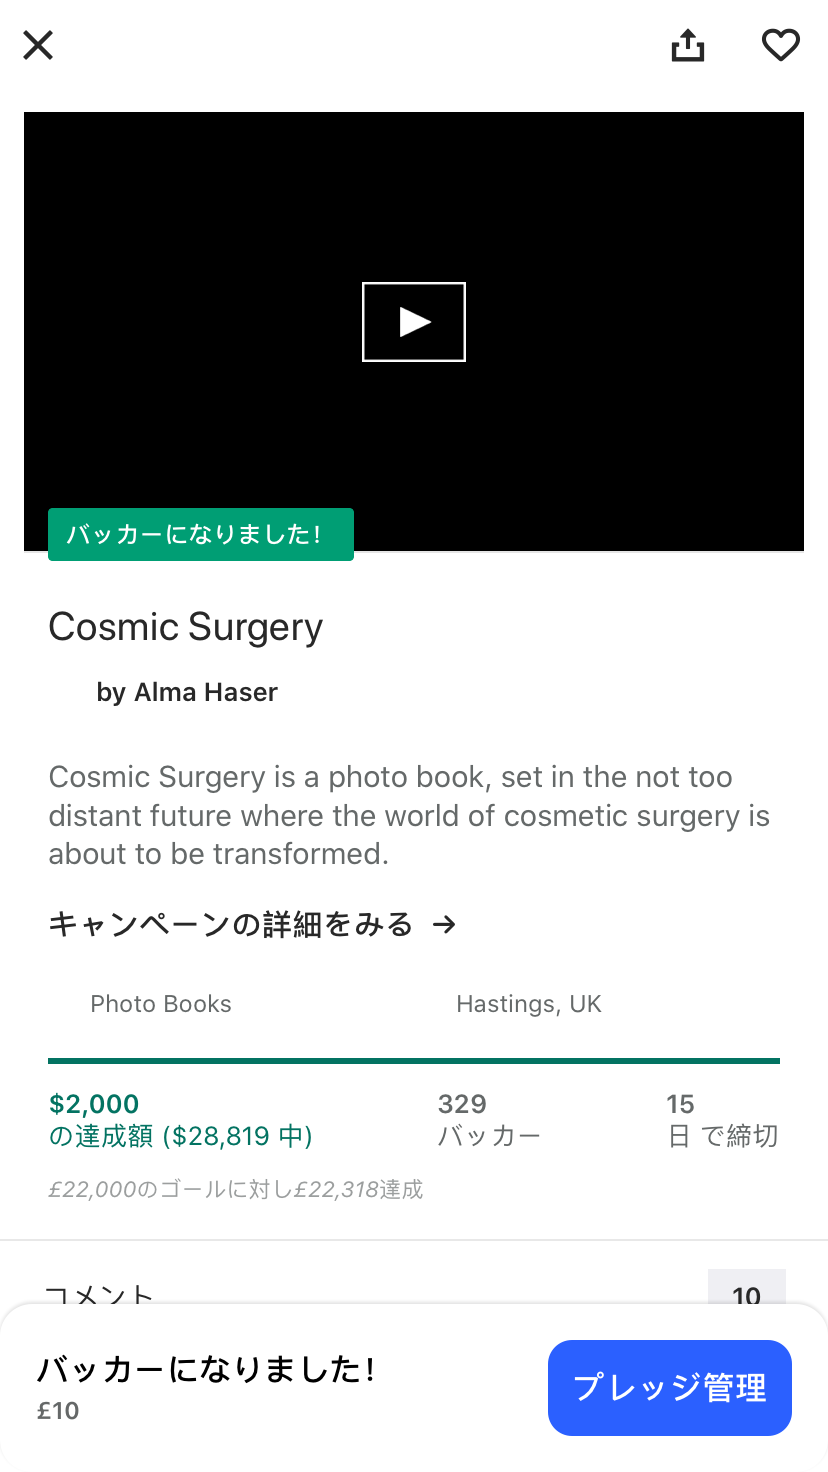 バッカーになりました！
Cosmic Surgery
by Alma Haser
Cosmic Surgery is a photo book, set in the not too
distant future where the world of cosmetic surgery is
about to be transformed.
キャンペーンの詳細をみる →
Photo Books
Hastings, UK
$2,000
の達成額 ($28,819 中)
329
バッカー
15
日 で締切
£22,000のゴールに対し£22,318達成
コメント
10
バッカーになりました！
£10
プレッジ管理